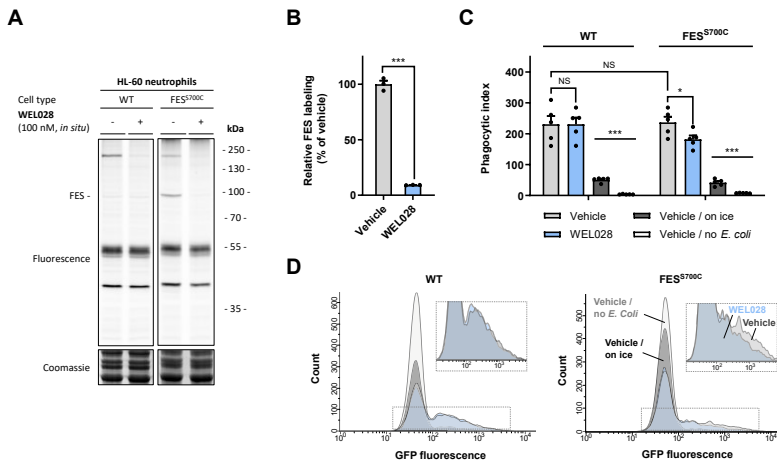 A
HL-60 neutrophils
Cell type WT FES^S700C
WEL028 - + - +
(100 nM, in situ) kDa
- 250
- 130
FES - - 100
- 70
Fluorescence - 55
- 35
Coomassie
B
Relative FES labeling
(% of vehicle)
100
50
0
***
Vehicle
WEL028
C
WT FES^S700C
Phagocytic index
400
300
200
100
0
NS
NS
***
*
***
Vehicle Vehicle / on ice
WEL028 Vehicle / no E. coli
D
WT
Count
600
500
400
300
200
100
0
10^0 10^1 10^2 10^3 10^4
GFP fluorescence
10^2 10^3
FES^S700C
Vehicle /
no E. Coli
Vehicle /
on ice
WEL028
Vehicle
Count
500
400
300
200
100
0
10^0 10^1 10^2 10^3 10^4
GFP fluorescence
10^2 10^3